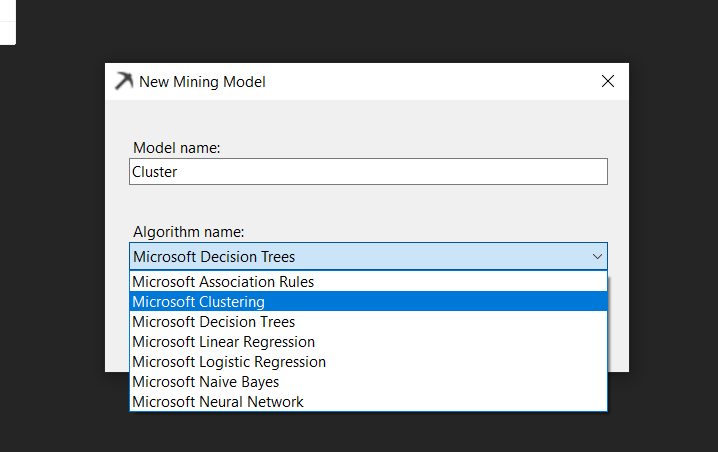 New Mining Model
Model name:
Cluster
Algorithm name:
Microsoft Decision Trees
Microsoft Association Rules
Microsoft Clustering
Microsoft Decision Trees
Microsoft Linear Regression
Microsoft Logistic Regression
Microsoft Naive Bayes
Microsoft Neural Network